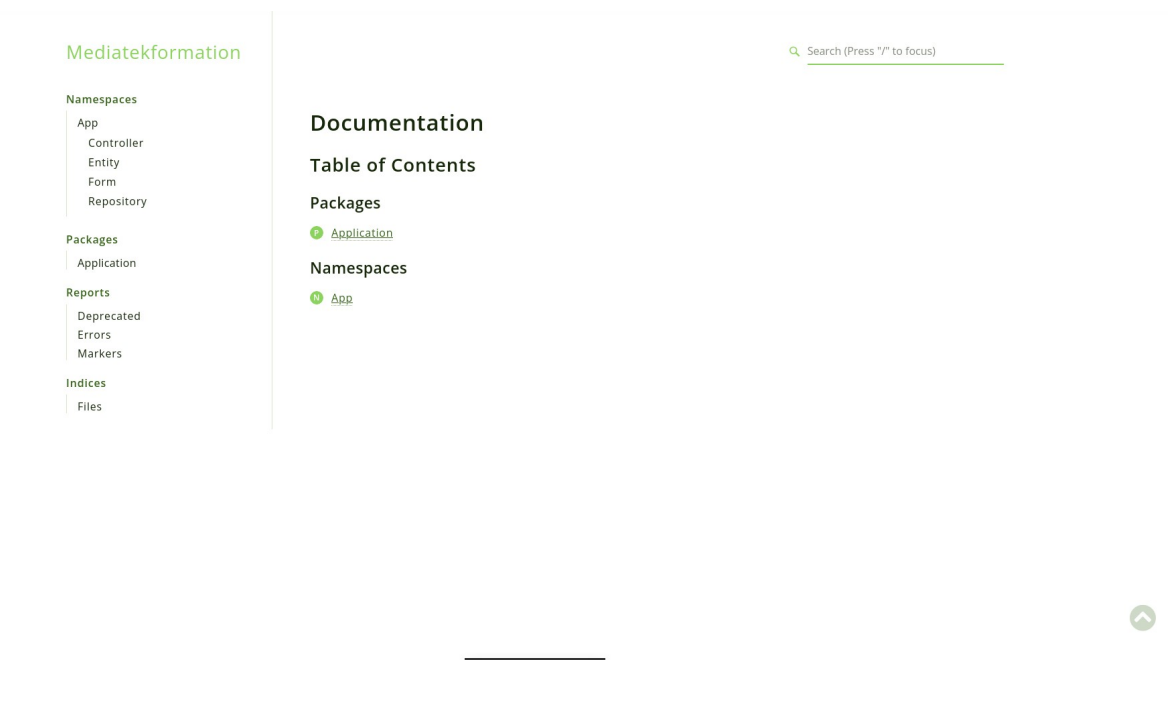 Mediatekformation
Search (Press "/" to focus)
Namespaces
App
Controller
Entity
Form
Repository
Packages
Application
Reports
Deprecated
Errors
Markers
Indices
Files
Documentation
Table of Contents
Packages
P Application
Namespaces
N App